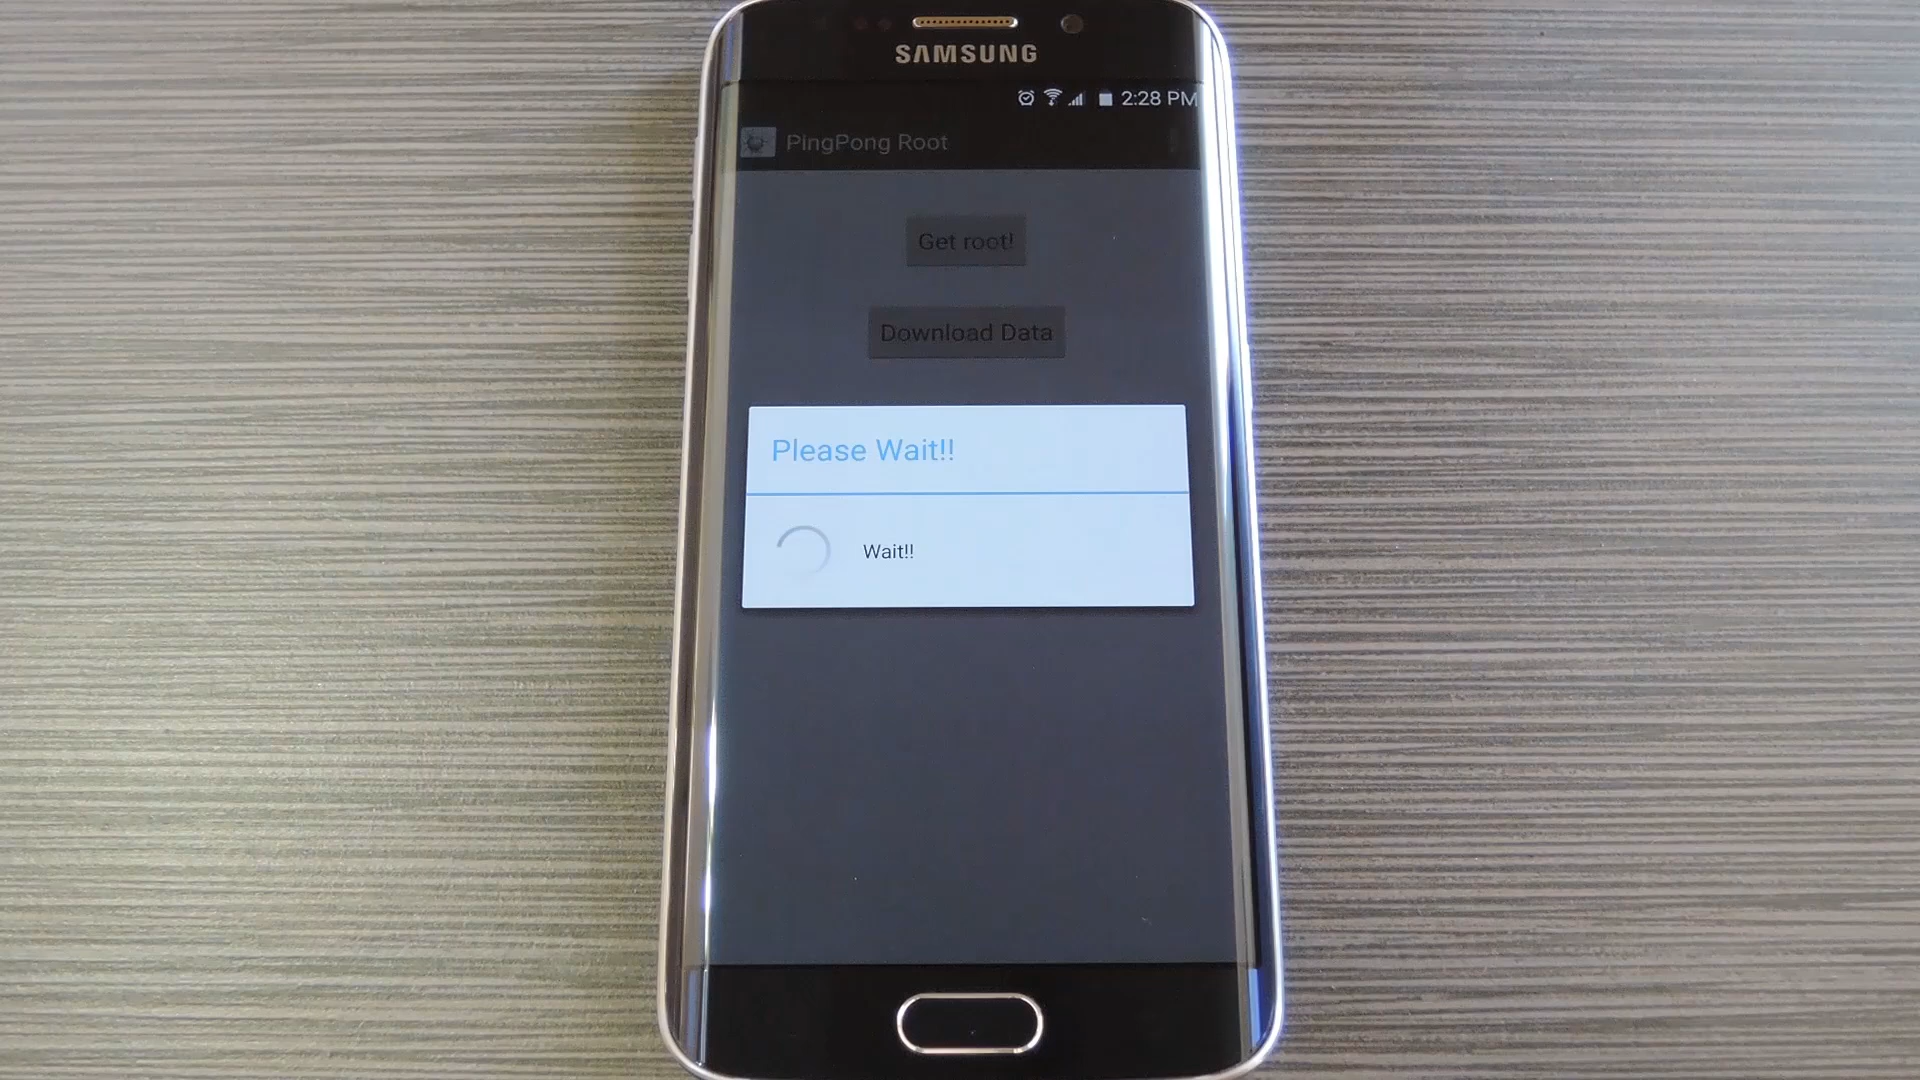 SAMSUNG
2:28 PM
PingPong Root
Get root!
Download Data
Please Wait!!
Wait!!